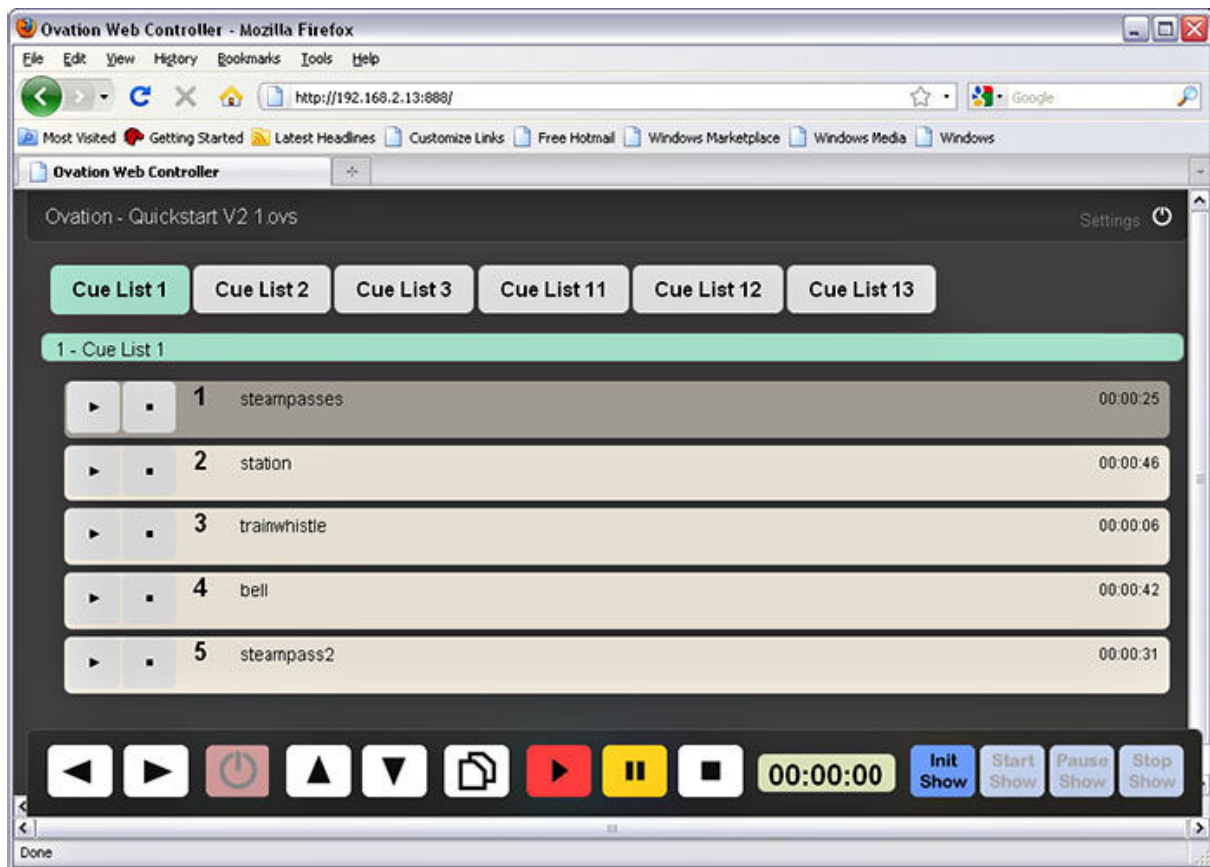 Ovation Web Controller - Mozilla Firefox
File Edit View History Bookmarks Tools Help
http://192.168.2.13:888/
Google
Most Visited Getting Started Latest Headlines Customize Links Free Hotmail Windows Marketplace Windows Media Windows
Ovation Web Controller
Ovation - Quickstart V2 1.ovs
Settings
Cue List 1 Cue List 2 Cue List 3 Cue List 11 Cue List 12 Cue List 13
1 - Cue List 1
1 steampasses 00:00:25
2 station 00:00:46
3 trainwhistle 00:00:06
4 bell 00:00:42
5 steampass2 00:00:31
00:00:00
Init Show
Start Show
Pause Show
Stop Show
Done